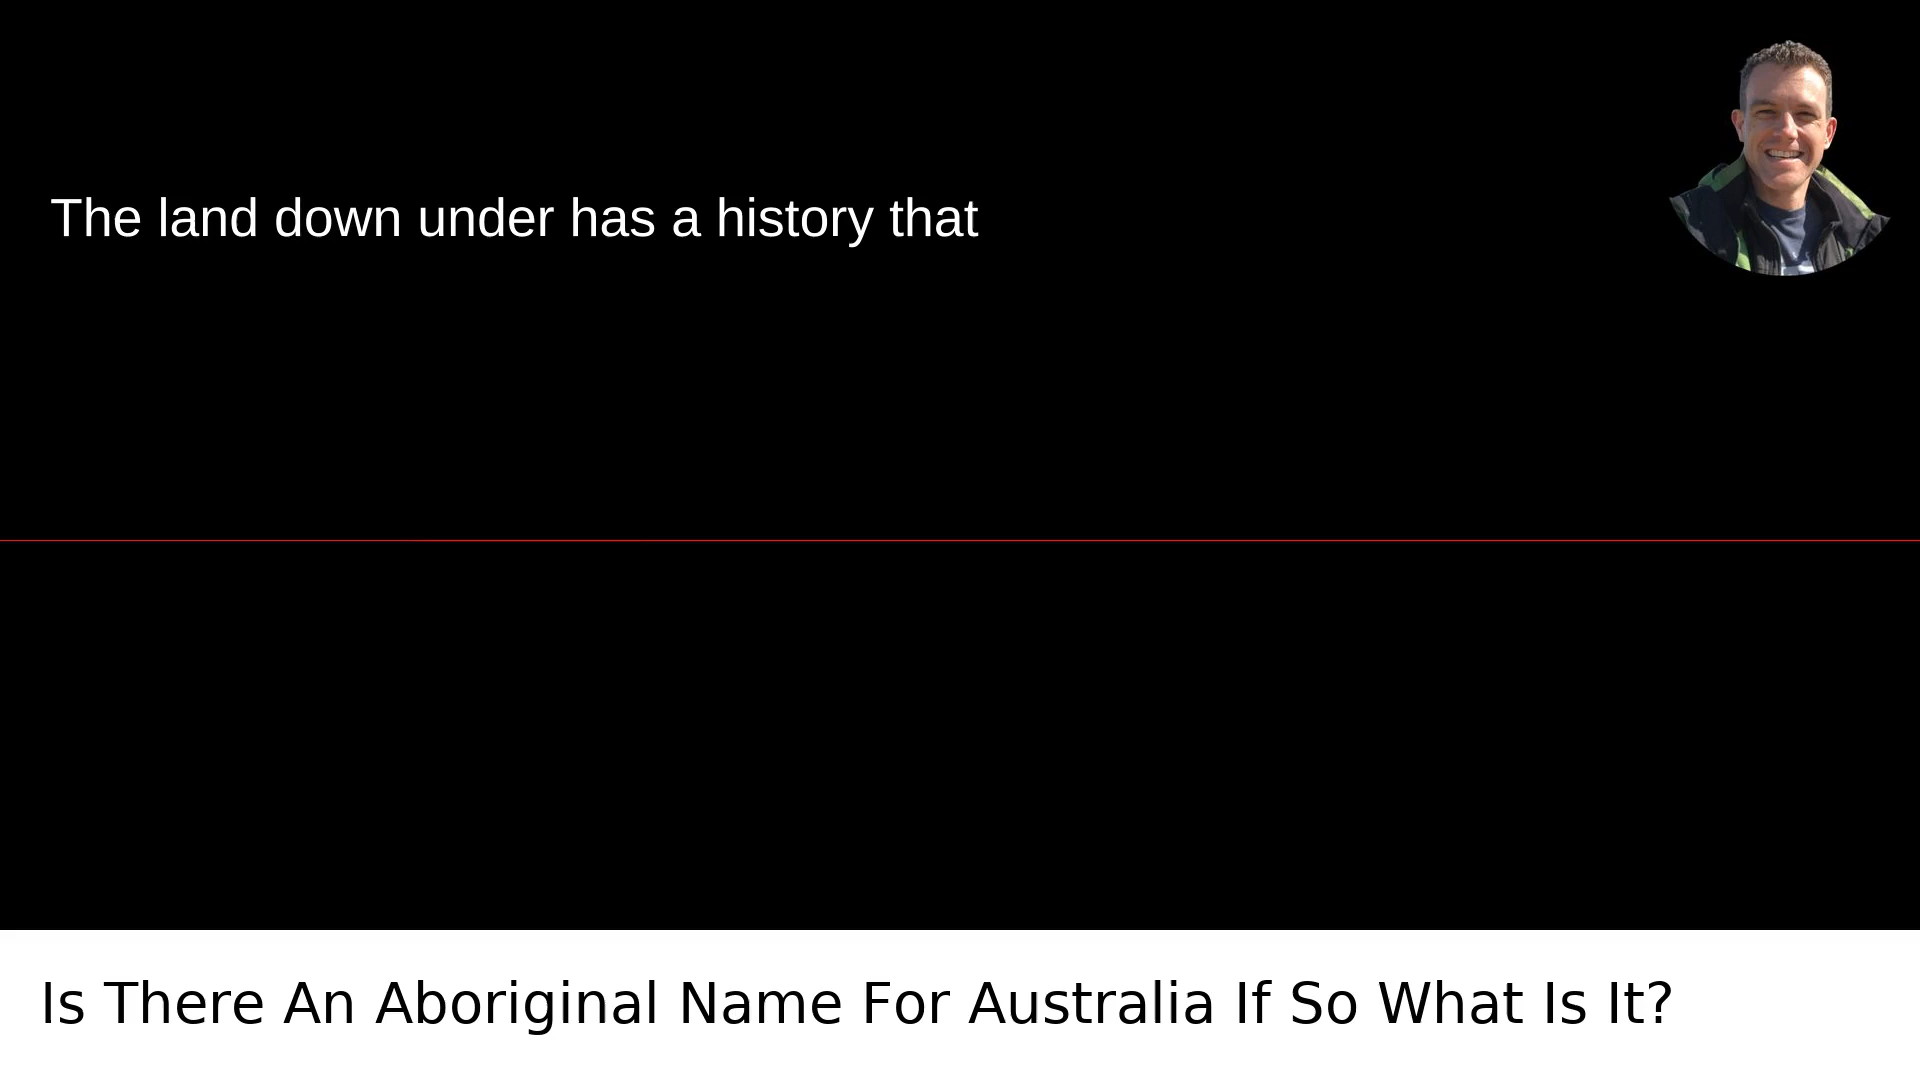 The land down under has a history that
Is There An Aboriginal Name For Australia If So What Is It?